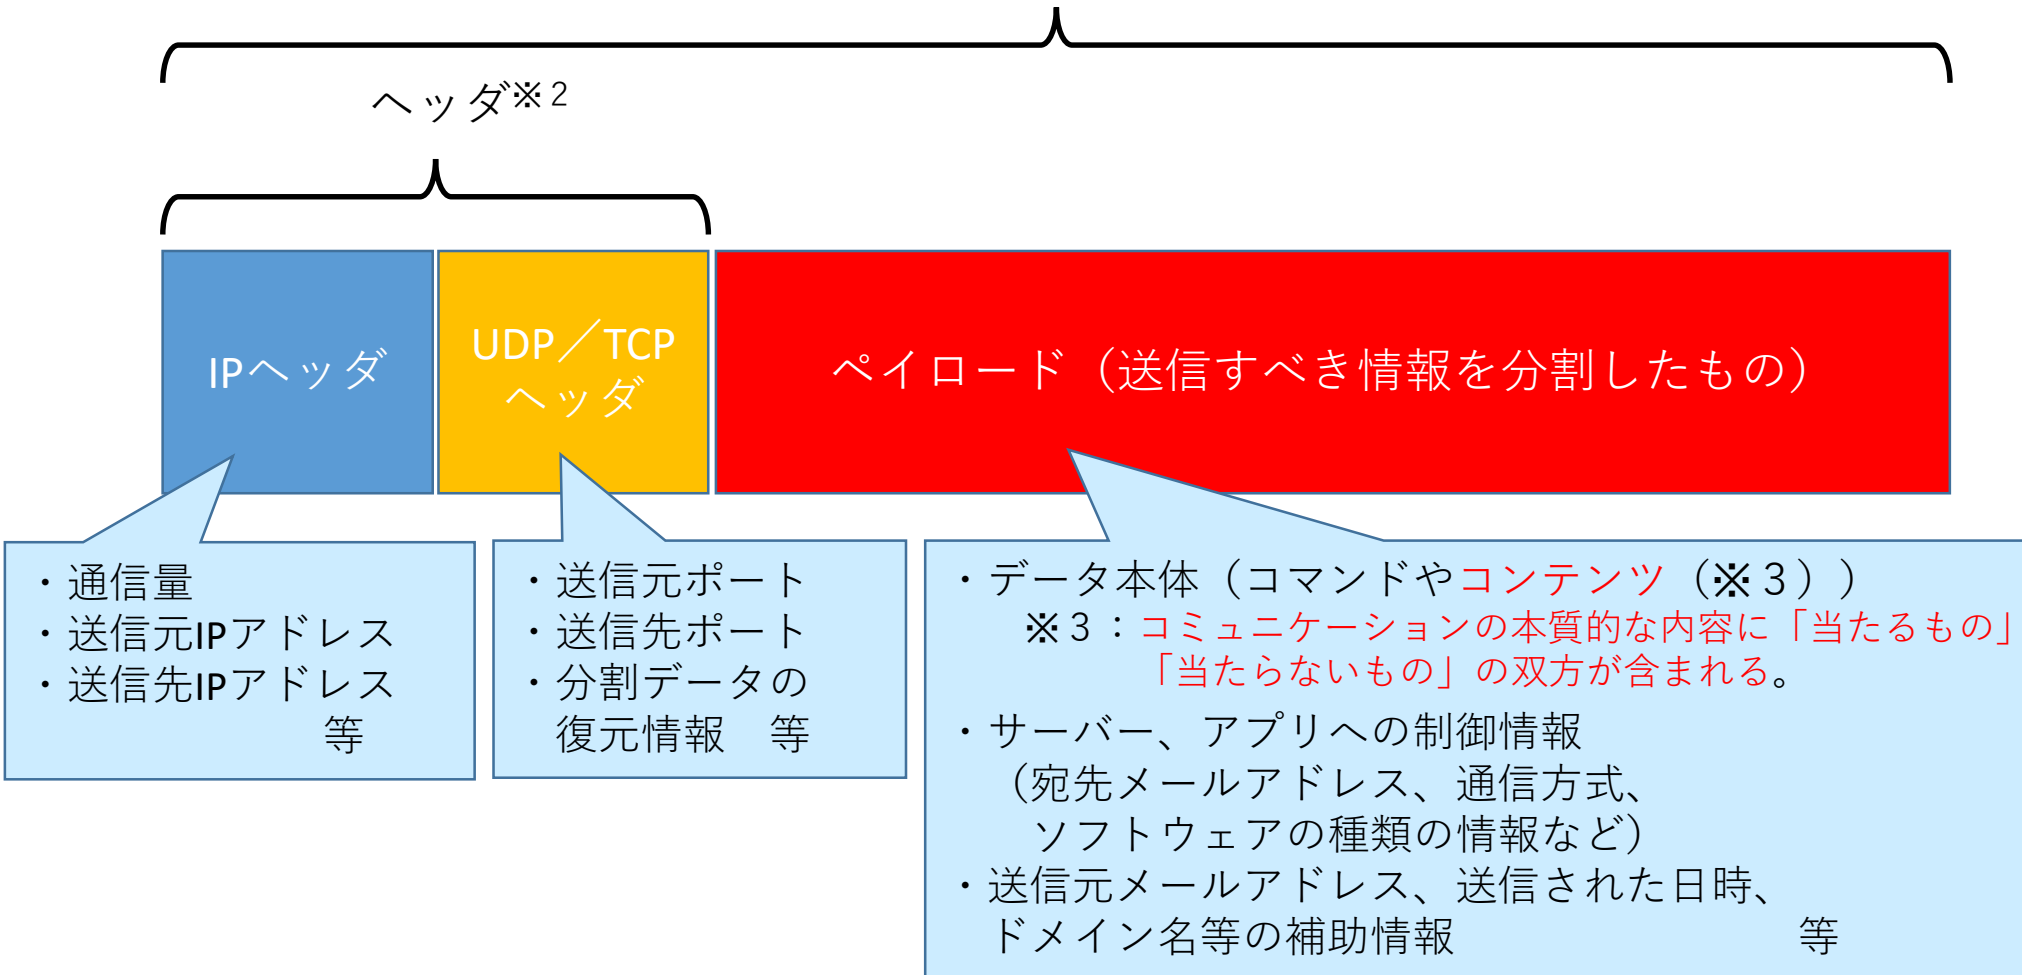 ヘッダ※2
IPヘッダ
UDP／TCP
ヘッダ
ペイロード（送信すべき情報を分割したもの）
・通信量
・送信元IPアドレス
・送信先IPアドレス
等
・送信元ポート
・送信先ポート
・分割データの
復元情報　等
・データ本体（コマンドやコンテンツ（※３））
※３：コミュニケーションの本質的な内容に「当たるもの」
「当たらないもの」の双方が含まれる。
・サーバー、アプリへの制御情報
（宛先メールアドレス、通信方式、
ソフトウェアの種類の情報など）
・送信元メールアドレス、送信された日時、
ドメイン名等の補助情報　等